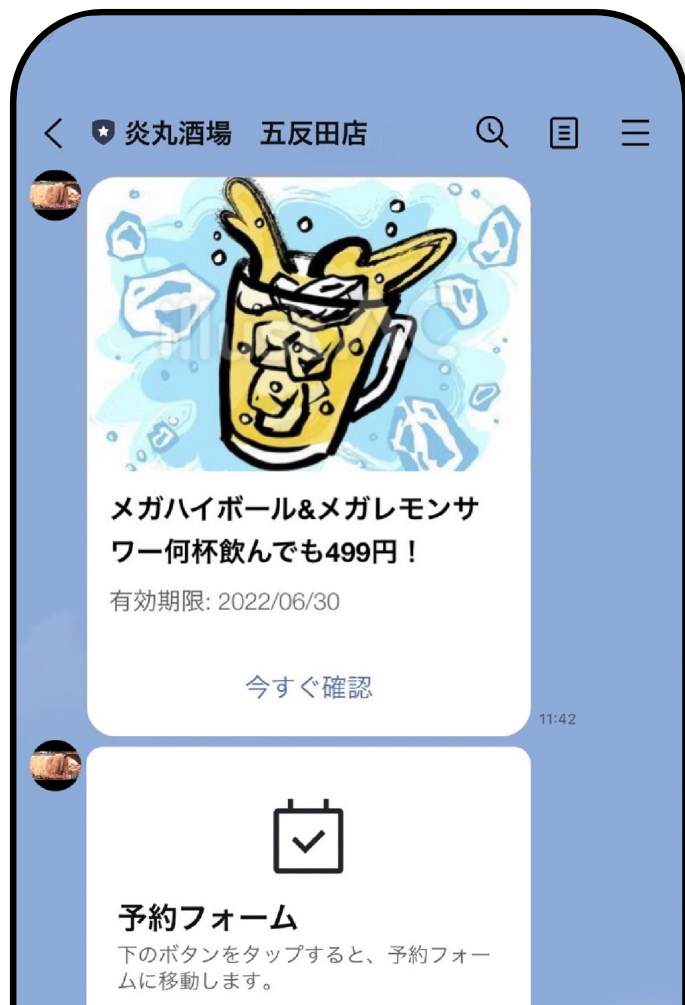 炎丸酒場　五反田店
メガハイボール&メガレモンサ
ワー何杯飲んでも499円！
有効期限: 2022/06/30
今すぐ確認
11:42
予約フォーム
下のボタンをタップすると、予約フォー
ムに移動します。